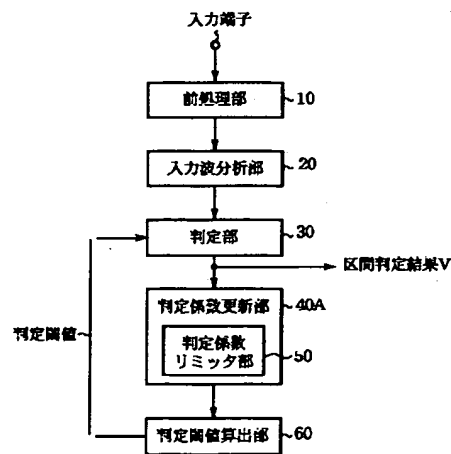 入力端子
前処理部
10
入力波分析部
20
判定部
30
区間判定結果V
判定係数更新部
40A
判定係数
リミッタ部
50
判定閾値
判定閾値算出部
60